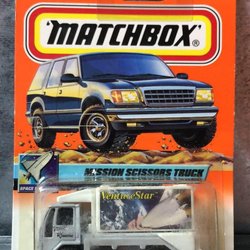 MATCHBOX
MISSION SCISSORS TRUCK
SPACE
VentureStar